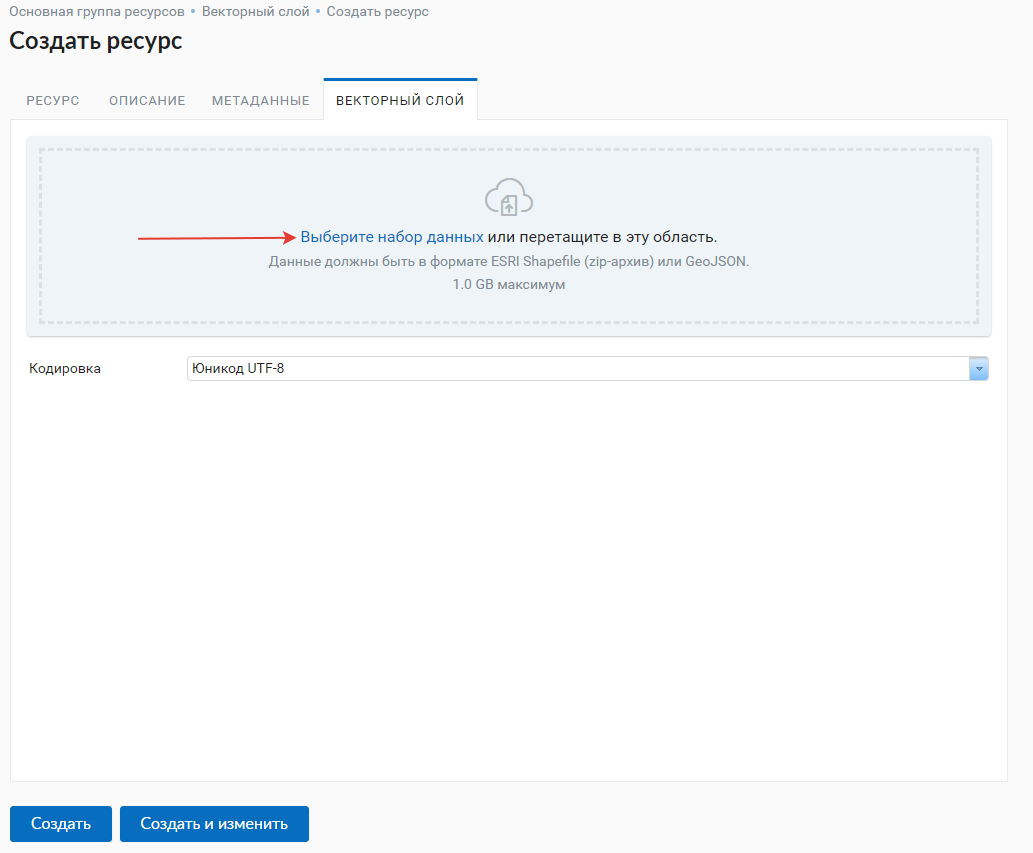 Основная группа ресурсов • Векторный слой • Создать ресурс
Создать ресурс
РЕСУРС ОПИСАНИЕ МЕТАДАННЫЕ ВЕКТОРНЫЙ СЛОЙ
Выберите набор данных или перетащите в эту область.
Данные должны быть в формате ESRI Shapefile (zip-архив) или GeoJSON.
1.0 GB максимум
Кодировка Юникод UTF-8
Создать Создать и изменить